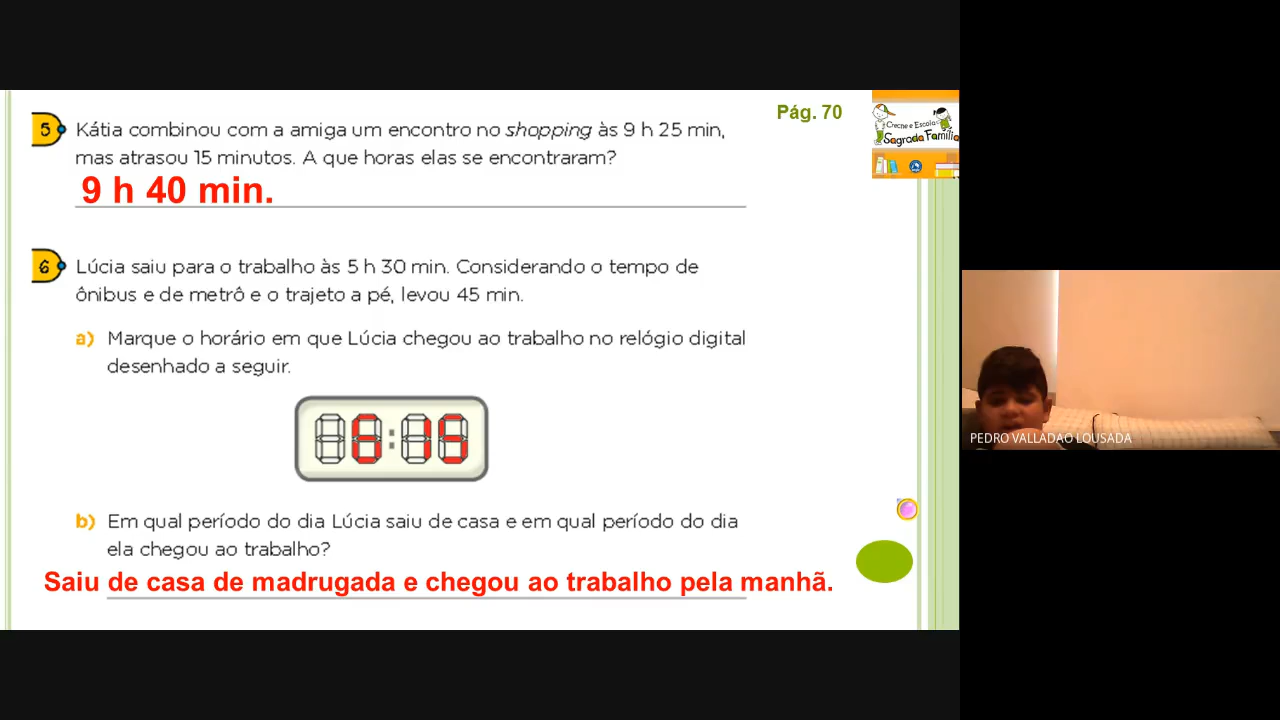 Pág. 70
Creche e Escola
Sagrada Família
5 Kátia combinou com a amiga um encontro no shopping às 9 h 25 min,
mas atrasou 15 minutos. A que horas elas se encontraram?
9 h 40 min.
6 Lúcia saiu para o trabalho às 5 h 30 min. Considerando o tempo de
ônibus e de metrô e o trajeto a pé, levou 45 min.
a) Marque o horário em que Lúcia chegou ao trabalho no relógio digital
desenhado a seguir.
6:15
b) Em qual período do dia Lúcia saiu de casa e em qual período do dia
ela chegou ao trabalho?
Saiu de casa de madrugada e chegou ao trabalho pela manhã.
PEDRO VALLADAO LOUSADA